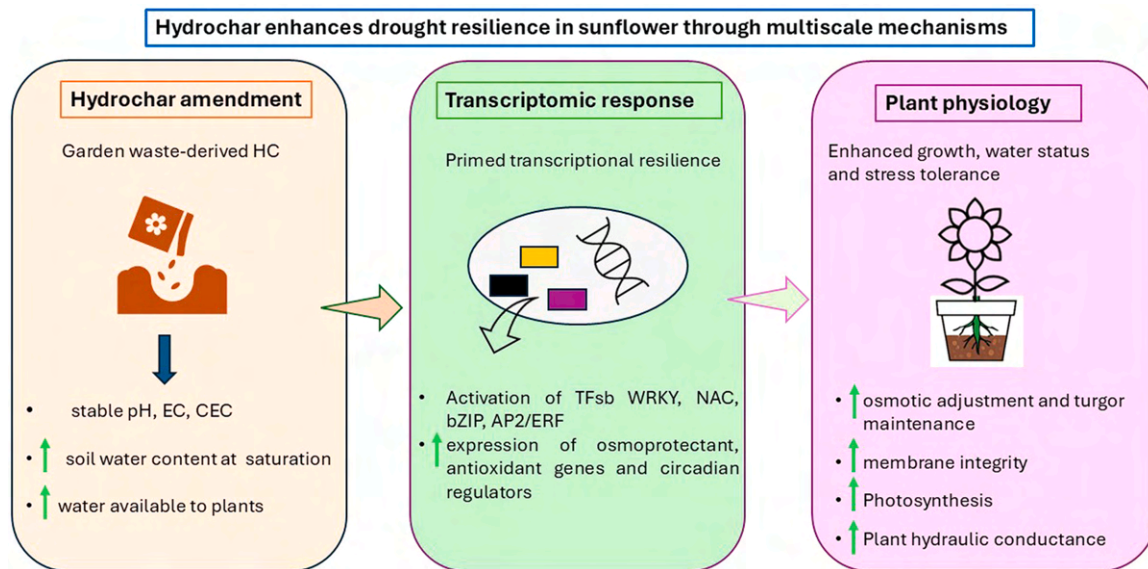 Hydrochar enhances drought resilience in sunflower through multiscale mechanisms
Hydrochar amendment
Garden waste-derived HC
• stable pH, EC, CEC
• soil water content at saturation
• water available to plants
Transcriptomic response
Primed transcriptional resilience
• Activation of TFsb WRKY, NAC,
bZIP, AP2/ERF
• expression of osmoprotectant,
antioxidant genes and circadian
regulators
Plant physiology
Enhanced growth, water status
and stress tolerance
• osmotic adjustment and turgor
maintenance
• membrane integrity
• Photosynthesis
• Plant hydraulic conductance